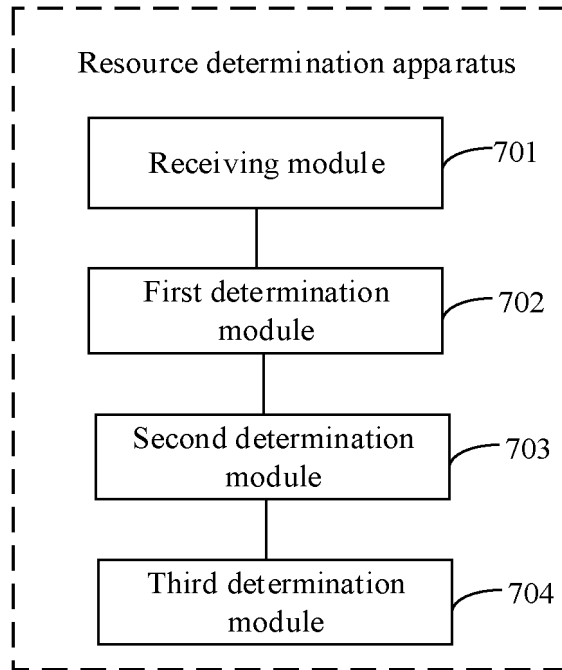 Resource determination apparatus
Receiving module
701
First determination
module
702
Second determination
module
703
Third determination
module
704